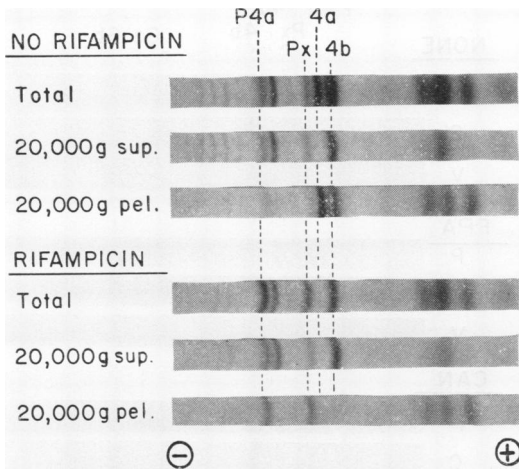 P4a 4a
NO RIFAMPICIN Px 4b
Total
20,000g sup.
20,000g pel.
RIFAMPICIN
Total
20,000g sup.
20,000g pel.
⊖ ⊕